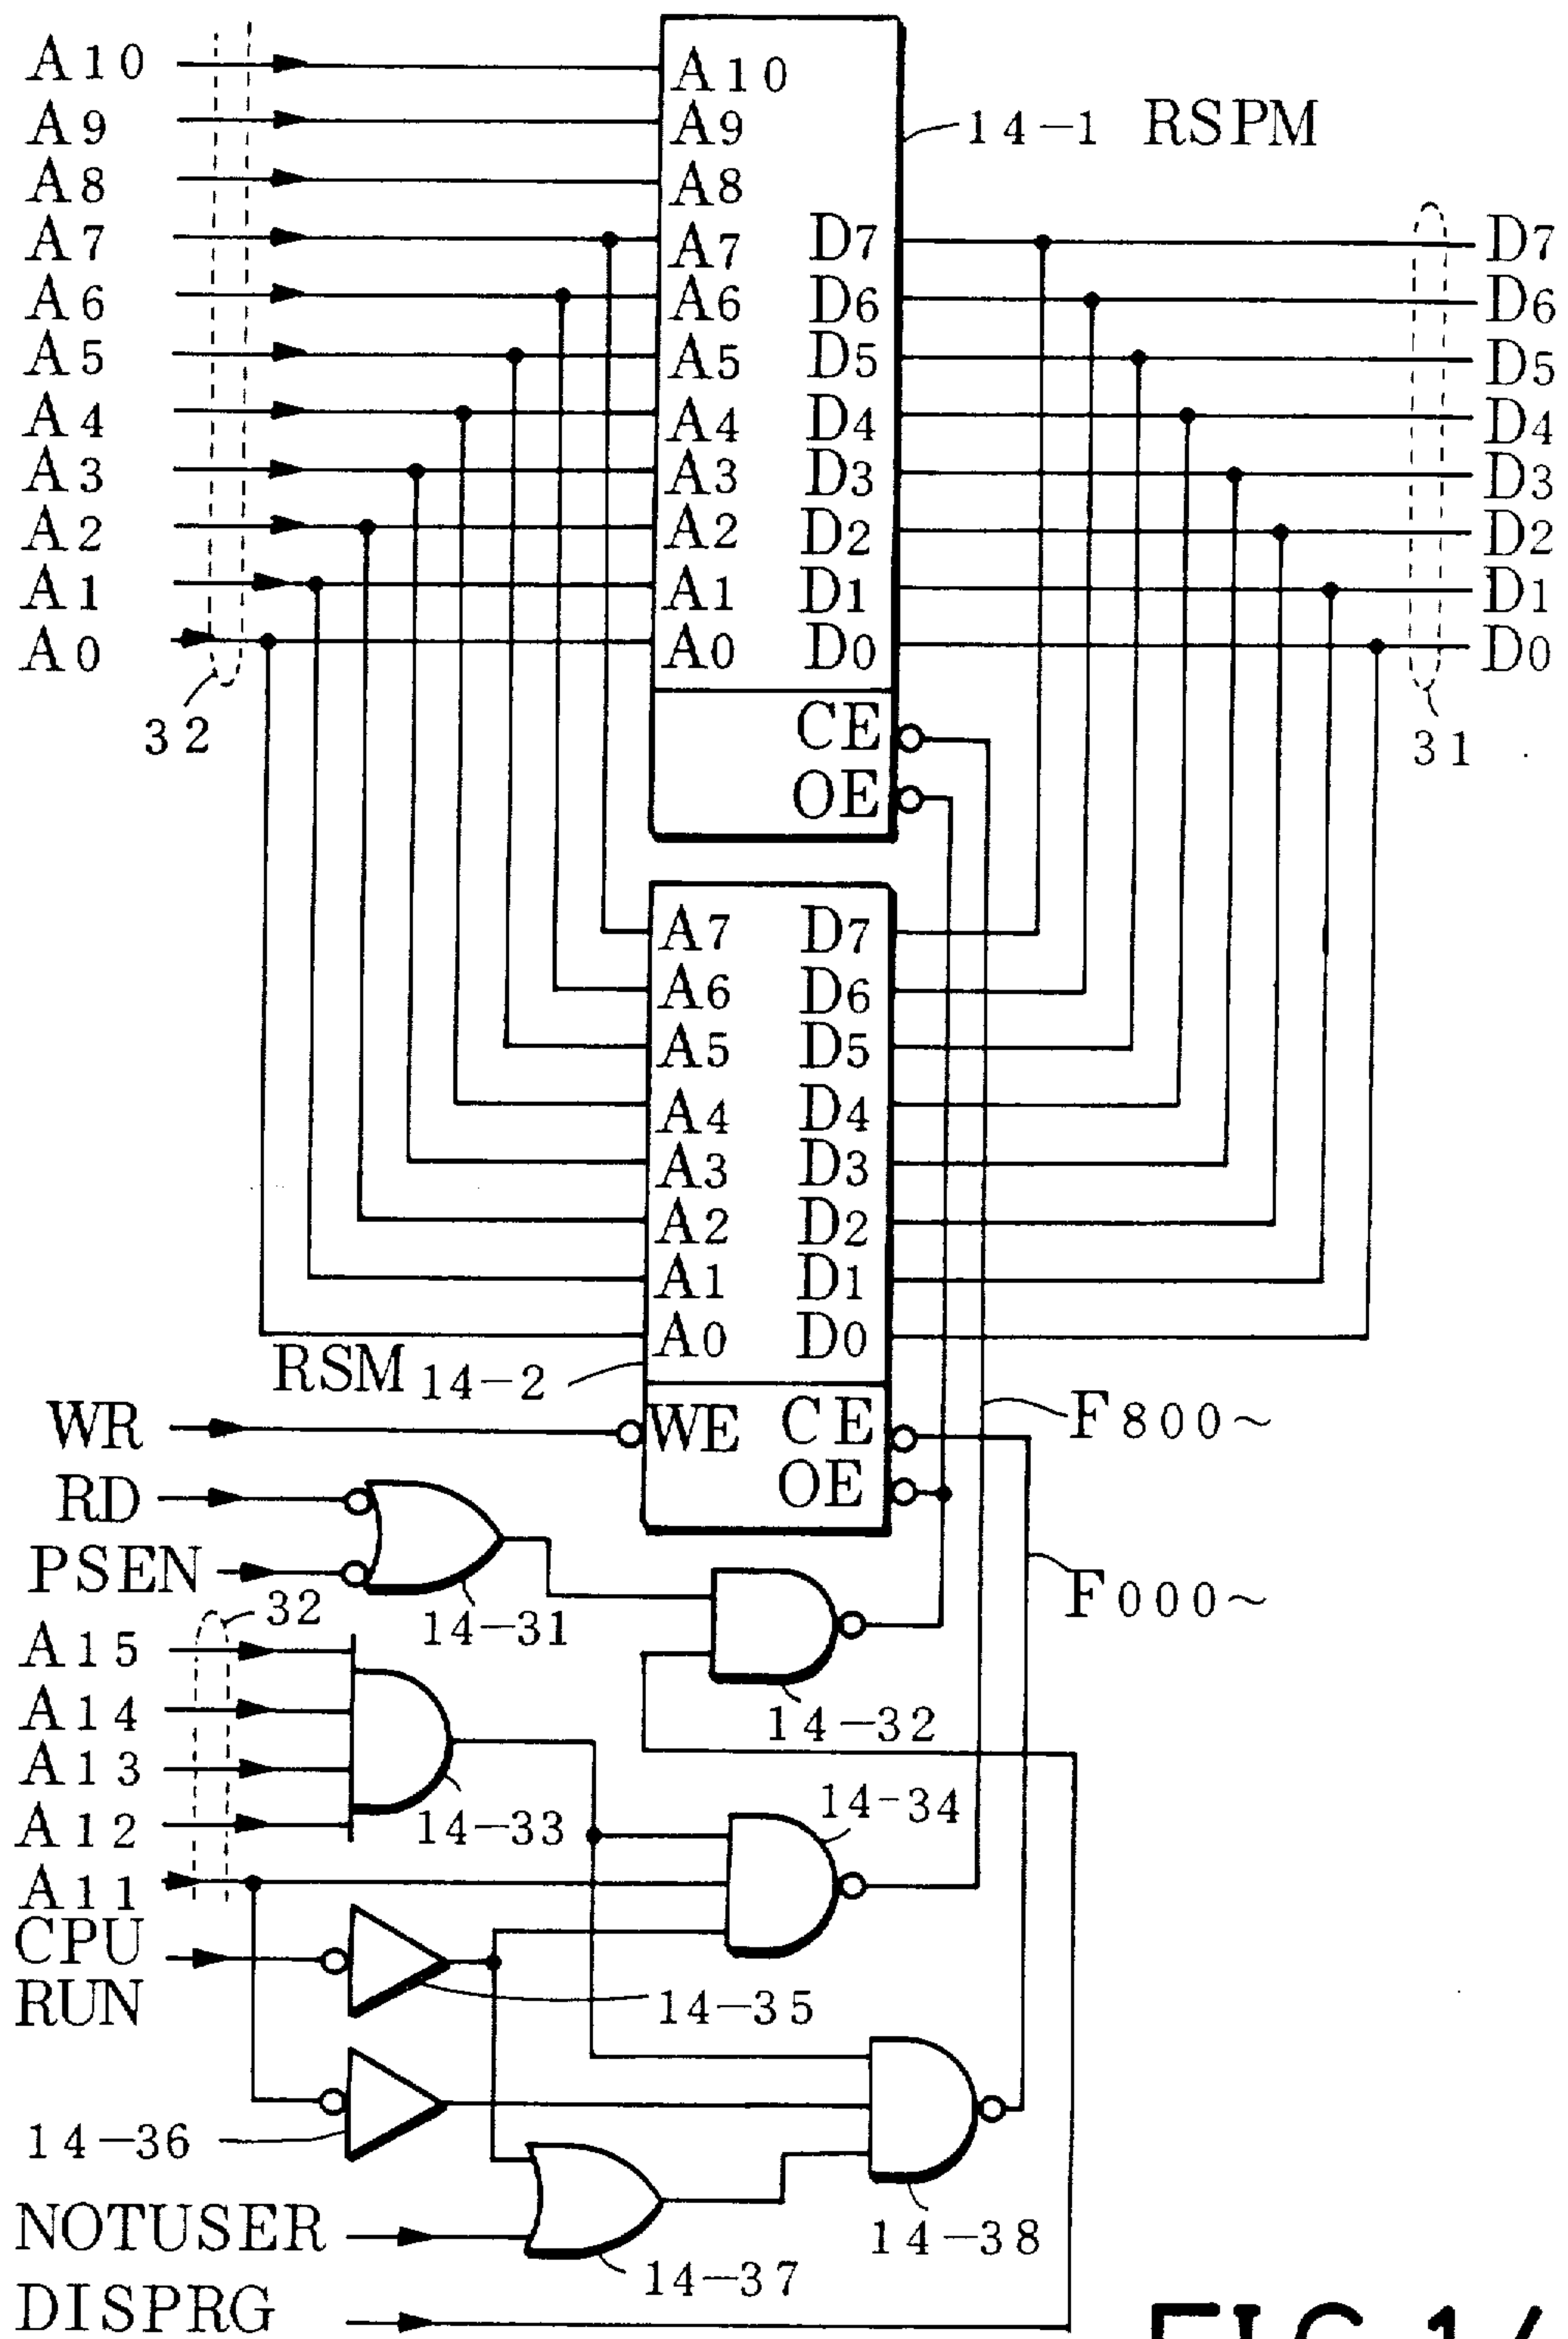 A10
A9
A8
A7
A6
A5
A4
A3
A2
A1
A0
32
A10
A9
A8
A7
A6
A5
A4
A3
A2
A1
A0
D7
D6
D5
D4
D3
D2
D1
D0
CE
OE
14-1 RSPM
D7
D6
D5
D4
D3
D2
D1
D0
31
A7
A6
A5
A4
A3
A2
A1
A0
D7
D6
D5
D4
D3
D2
D1
D0
RSM 14-2
WE
CE
OE
F800~
F000~
WR
RD
PSEN
14-31
32
A15
A14
A13
A12
A11
14-32
14-33
14-34
CPU
RUN
14-35
14-36
NOTUSER
14-37
14-38
DISPRG